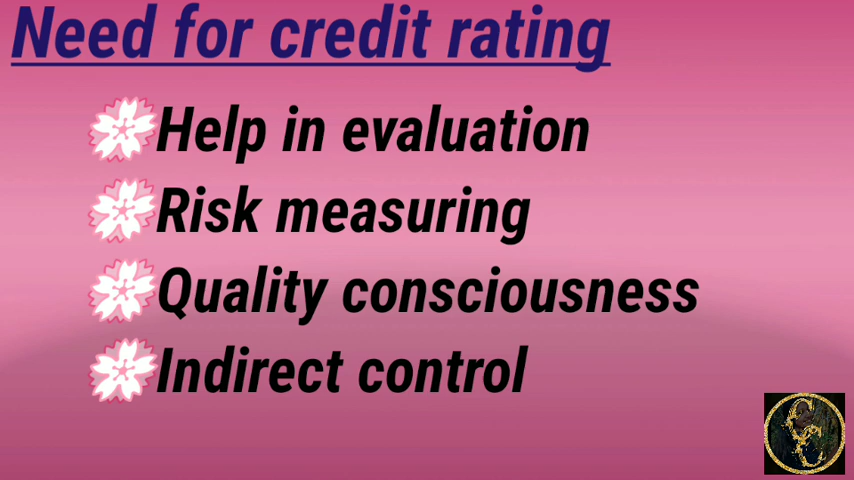 Need for credit rating
Help in evaluation
Risk measuring
Quality consciousness
Indirect control